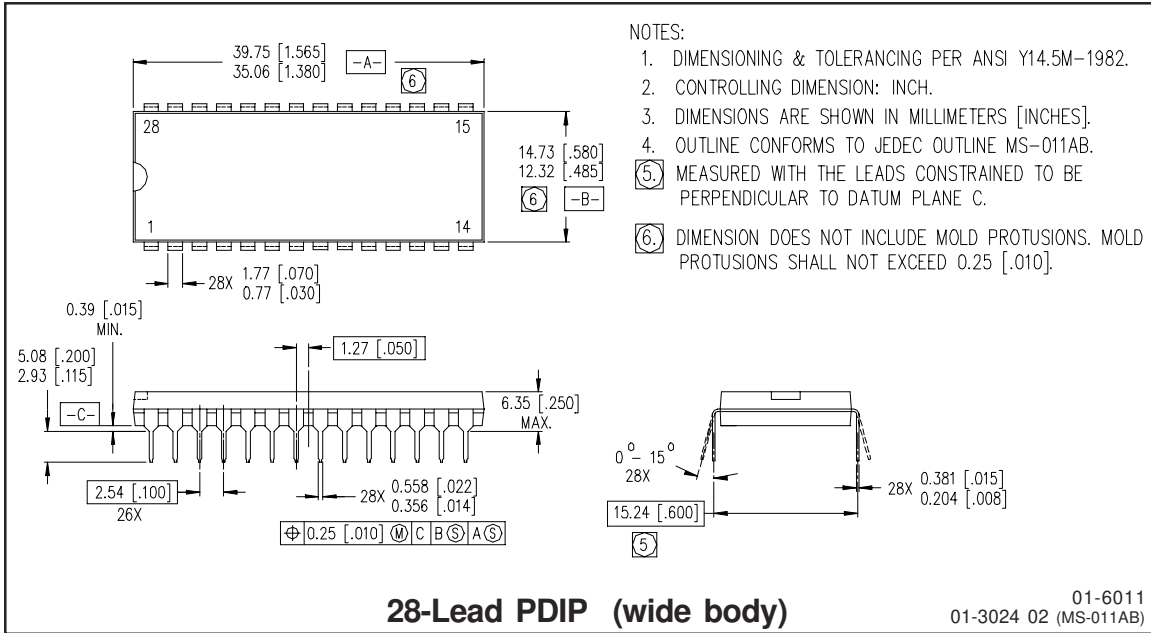 39.75 [1.565]
35.06 [1.380]
-A-
6
28
15
1
14
14.73 [.580]
12.32 [.485]
6
-B-
28X 1.77 [.070]
0.77 [.030]
NOTES:
1. DIMENSIONING & TOLERANCING PER ANSI Y14.5M-1982.
2. CONTROLLING DIMENSION: INCH.
3. DIMENSIONS ARE SHOWN IN MILLIMETERS [INCHES].
4. OUTLINE CONFORMS TO JEDEC OUTLINE MS-011AB.
5. MEASURED WITH THE LEADS CONSTRAINED TO BE
PERPENDICULAR TO DATUM PLANE C.
6. DIMENSION DOES NOT INCLUDE MOLD PROTUSIONS. MOLD
PROTUSIONS SHALL NOT EXCEED 0.25 [.010].
0.39 [.015]
MIN.
5.08 [.200]
2.93 [.115]
-C-
1.27 [.050]
6.35 [.250]
MAX.
2.54 [.100]
26X
28X 0.558 [.022]
0.356 [.014]
⌖ 0.25 [.010] Ⓜ C B Ⓢ A Ⓢ
0° - 15°
28X
28X 0.381 [.015]
0.204 [.008]
15.24 [.600]
5
28-Lead PDIP (wide body)
01-6011
01-3024 02 (MS-011AB)